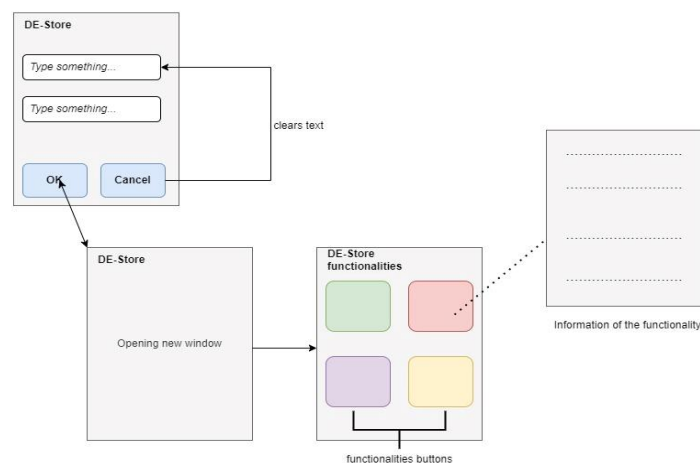 DE-Store
Type something...
Type something...
OK
Cancel
clears text
DE-Store
Opening new window
DE-Store
functionalities
functionalities buttons
Information of the functionality